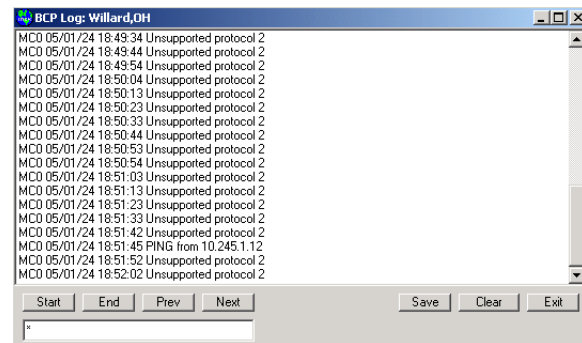 BCP Log: Willard,OH
MC0 05/01/24 18:49:34 Unsupported protocol 2
MC0 05/01/24 18:49:44 Unsupported protocol 2
MC0 05/01/24 18:49:54 Unsupported protocol 2
MC0 05/01/24 18:50:04 Unsupported protocol 2
MC0 05/01/24 18:50:13 Unsupported protocol 2
MC0 05/01/24 18:50:23 Unsupported protocol 2
MC0 05/01/24 18:50:33 Unsupported protocol 2
MC0 05/01/24 18:50:44 Unsupported protocol 2
MC0 05/01/24 18:50:53 Unsupported protocol 2
MC0 05/01/24 18:50:54 Unsupported protocol 2
MC0 05/01/24 18:51:03 Unsupported protocol 2
MC0 05/01/24 18:51:13 Unsupported protocol 2
MC0 05/01/24 18:51:23 Unsupported protocol 2
MC0 05/01/24 18:51:33 Unsupported protocol 2
MC0 05/01/24 18:51:42 Unsupported protocol 2
MC0 05/01/24 18:51:45 PING from 10.245.1.12
MC0 05/01/24 18:51:52 Unsupported protocol 2
MC0 05/01/24 18:52:02 Unsupported protocol 2
Start End Prev Next Save Clear Exit
*